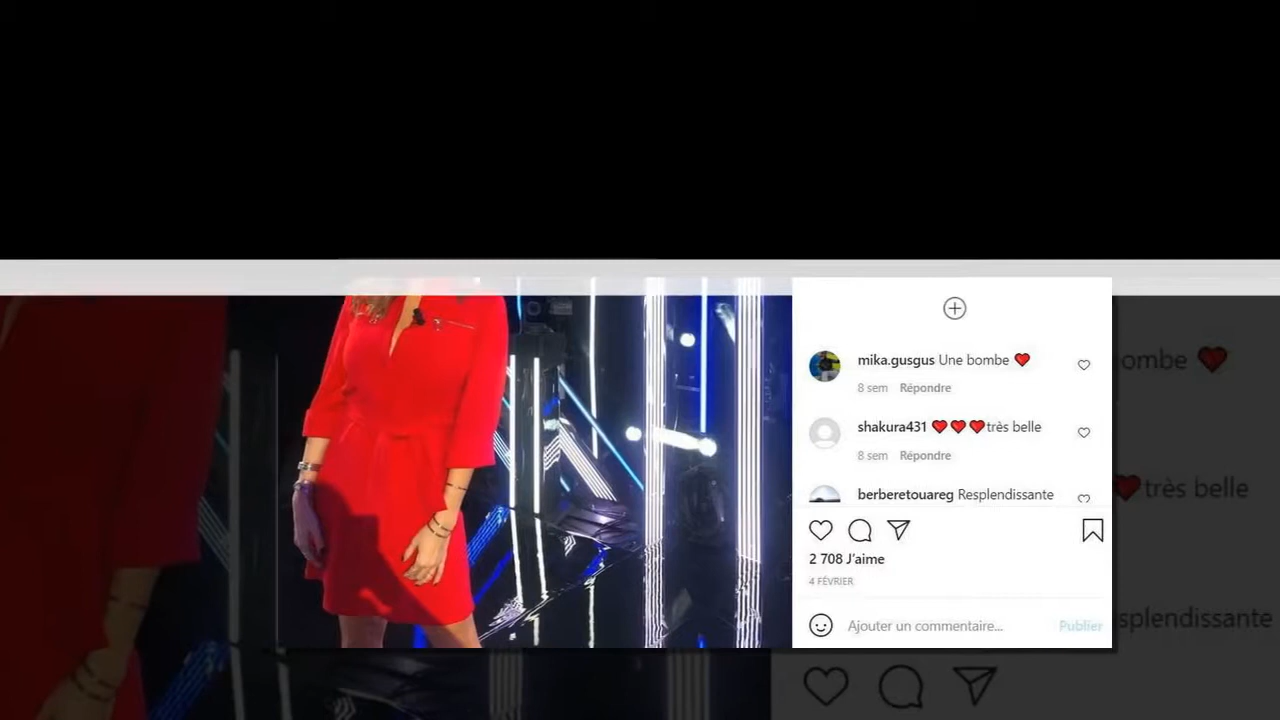 mika.gusgus Une bombe ❤️
8 sem Répondre
shakura431 ❤️❤️❤️très belle
8 sem Répondre
berberetouareg Resplendissante
2 708 J'aime
4 FÉVRIER
Ajouter un commentaire... Publier
ombe ❤️
❤️très belle
splendissante